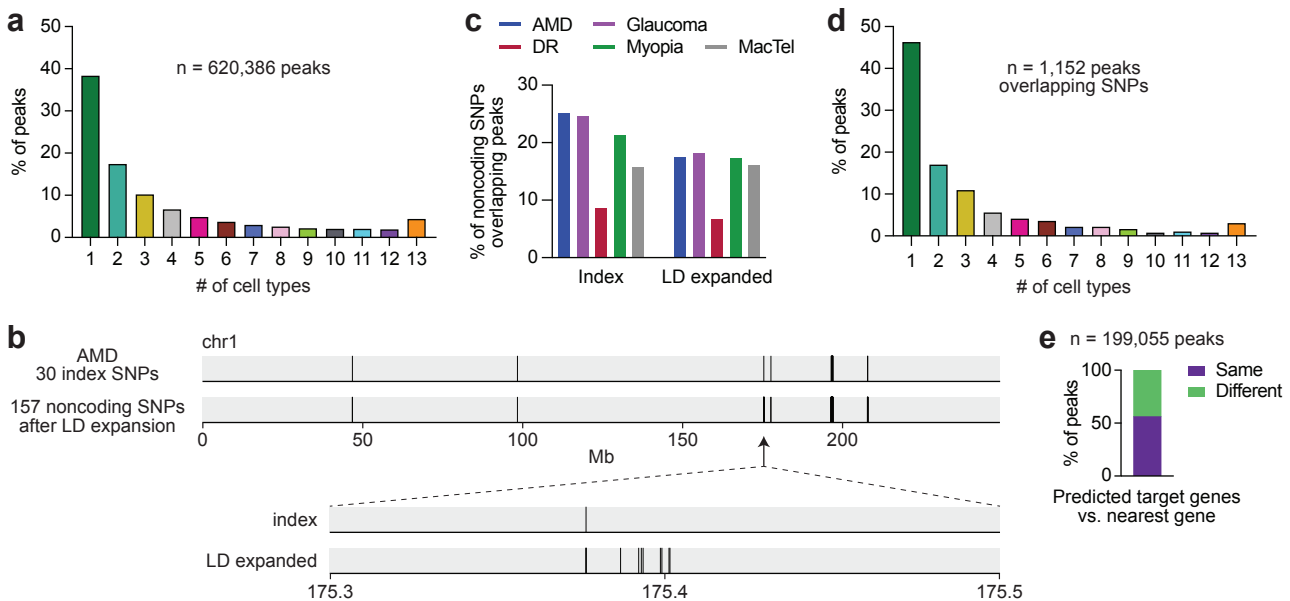 a
50
40
30
20
10
0
% of peaks
n = 620,386 peaks
1 2 3 4 5 6 7 8 9 10 11 12 13
# of cell types
c
AMD Glaucoma
DR Myopia MacTel
30
20
10
0
% of noncoding SNPs
overlapping peaks
Index LD expanded
d
50
40
30
20
10
0
% of peaks
n = 1,152 peaks
overlapping SNPs
1 2 3 4 5 6 7 8 9 10 11 12 13
# of cell types
b
chr1
AMD
30 index SNPs
157 noncoding SNPs
after LD expansion
0 50 100 150 200
Mb
index
LD expanded
175.3 175.4 175.5
e
n = 199,055 peaks
100
50
0
% of peaks
Same
Different
Predicted target genes
vs. nearest gene